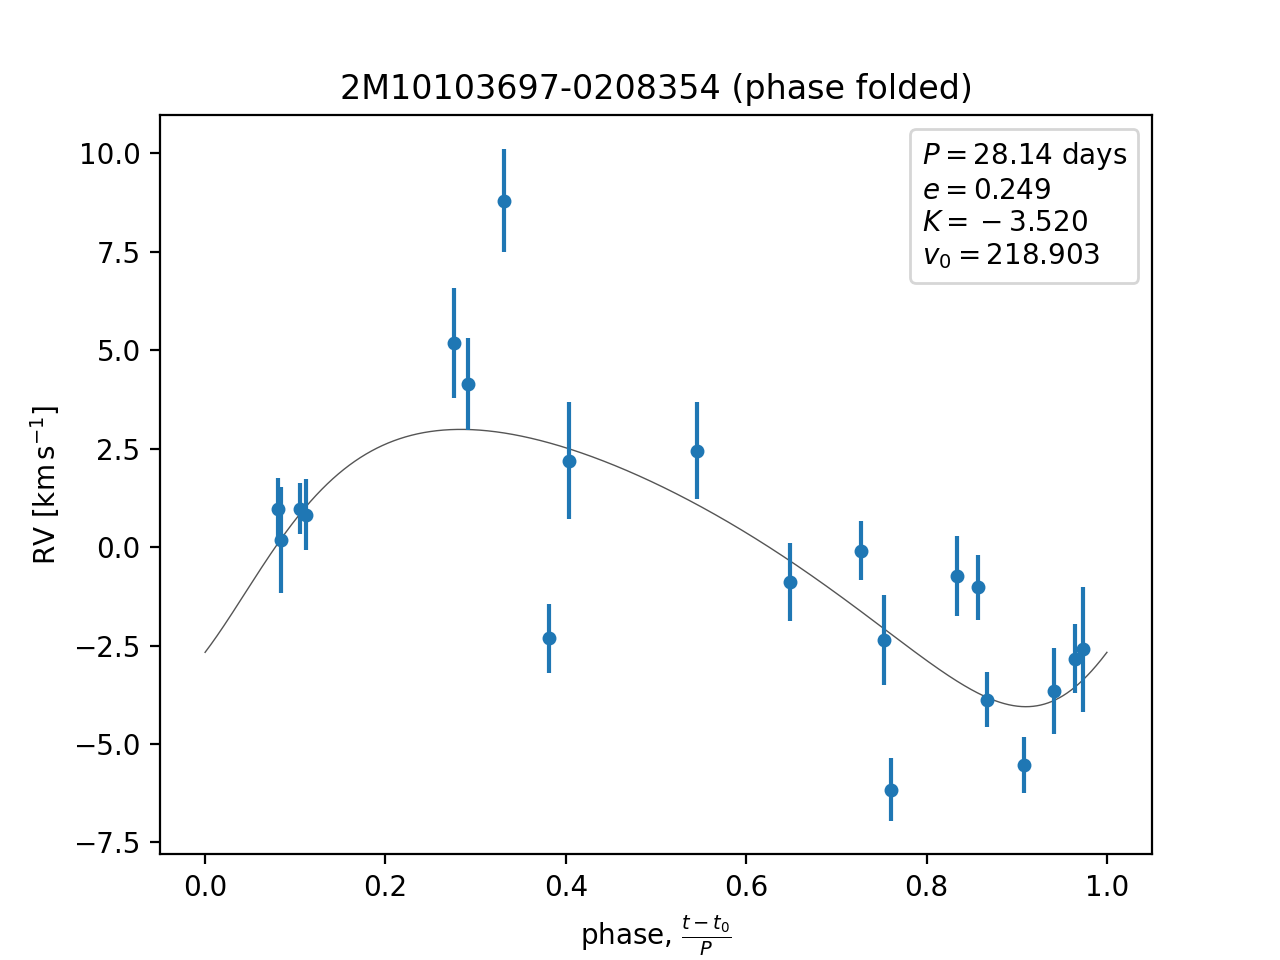 2M10103697-0208354 (phase folded)
P = 28.14 days
e = 0.249
K = −3.520
v₀ = 218.903
10.0
7.5
5.0
2.5
0.0
−2.5
−5.0
−7.5
RV [km s⁻¹]
0.0 0.2 0.4 0.6 0.8 1.0
phase, (t − t₀)/P